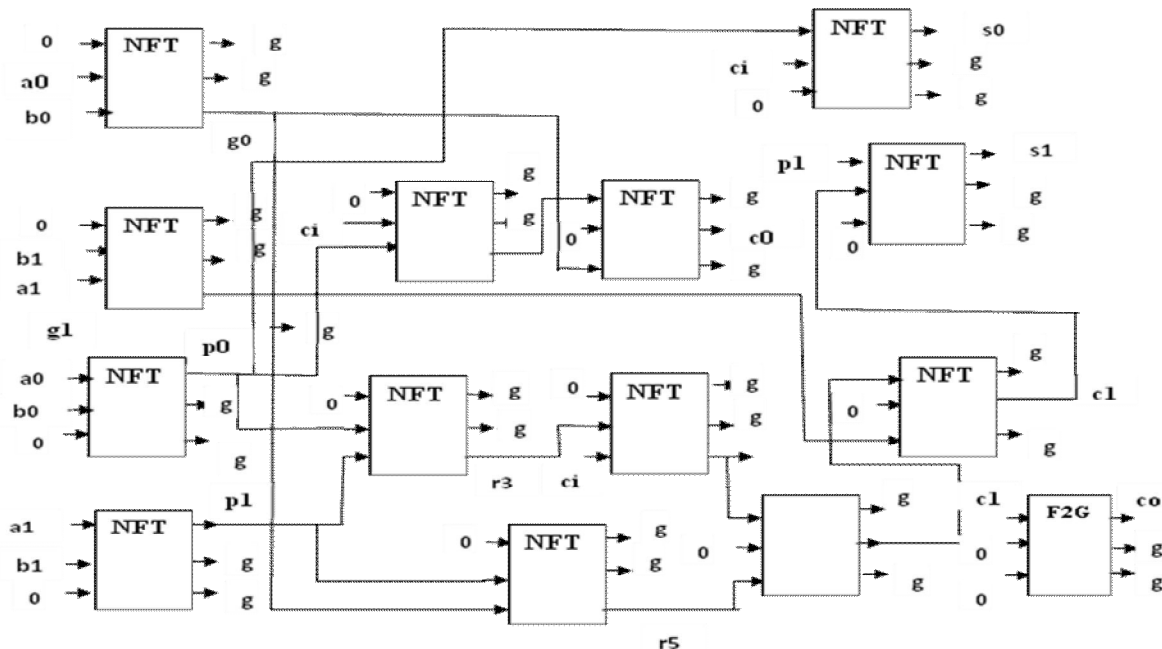 0 NFT g
a0 g
b0
g0
NFT s0
ci g
0 g
p1 NFT s1
g
0 g
0 NFT g
b1 g
a1
0 NFT g
ci g
NFT g
0 c0
g
g1
g
p0
a0 NFT
b0 g
0 g
0 NFT g
g
r3
0 NFT g
g
ci
NFT g
0 c1
g
p1
a1 NFT
b1 g
0 g
0 NFT g
g
r5
g
0
g
c1 F2G co
0 g
0 g